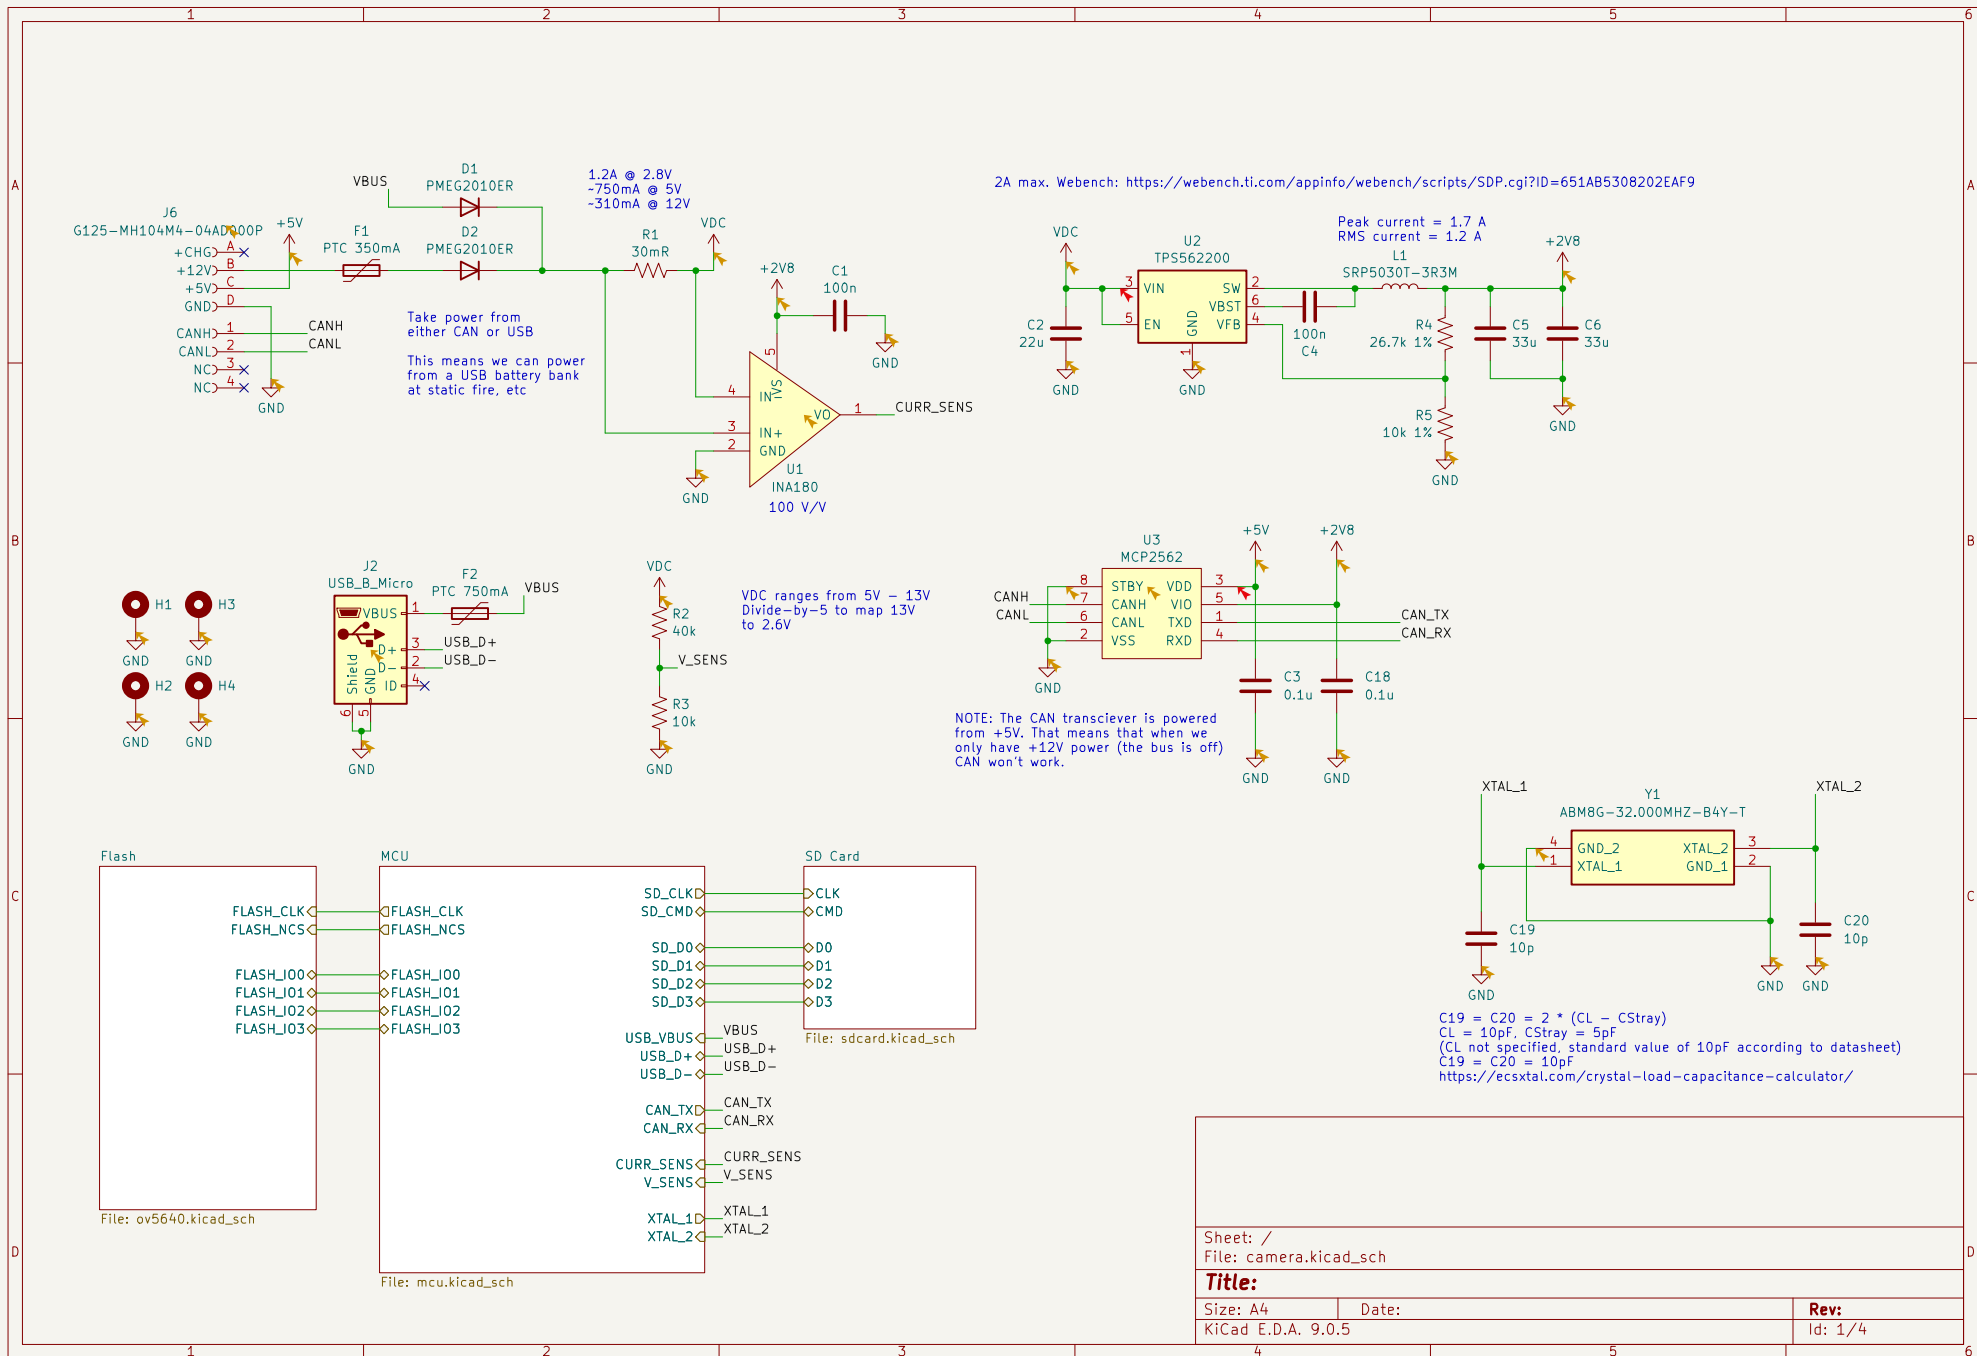 1 2 3 4 5 6
A
B
C
D
VBUS
D1
PMEG2010ER
1.2A @ 2.8V
~750mA @ 5V
~310mA @ 12V
J6
+5V
F1
PTC 350mA
D2
PMEG2010ER
R1
30mR
VDC
+CHG A
+12V B
+5V C
GND D
CANH 1 CANH
CANL 2 CANL
NC 3
NC 4
GND
Take power from
either CAN or USB
This means we can power
from a USB battery bank
at static fire, etc
+2V8
C1
100n
GND
5
VS
4 IN-
3 IN+
2 GND
VO 1 CURR_SENS
U1
INA180
100 V/V
GND
2A max. Webench: https://webench.ti.com/appinfo/webench/scripts/SDP.cgi?ID=651AB5308202EAF9
Peak current = 1.7 A
RMS current = 1.2 A
VDC
U2
TPS562200
L1
SRP5030T-3R3M
+2V8
3 VIN SW 2
VBST 6
5 EN VFB 4
GND
1
C2
22u
GND
GND
100n
C4
R4
26.7k 1%
C5
33u
C6
33u
R5
10k 1%
GND
GND
H1 H3
GND GND
H2 H4
GND GND
J2
USB_B_Micro
F2
PTC 750mA
VBUS
VBUS 1
D+ 3 USB_D+
D- 2 USB_D-
ID 4
Shield
GND
6 5
GND
VDC
R2
40k
V_SENS
R3
10k
GND
VDC ranges from 5V - 13V
Divide-by-5 to map 13V
to 2.6V
U3
MCP2562
+5V +2V8
8 STBY VDD 3
CANH 7 CANH VIO 5
CANL 6 CANL TXD 1 CAN_TX
2 VSS RXD 4 CAN_RX
GND
C3
0.1u
C18
0.1u
GND GND
NOTE: The CAN transciever is powered
from +5V. That means that when we
only have +12V power (the bus is off)
CAN won't work.
XTAL_1
Y1
ABM8G-32.000MHZ-B4Y-T
XTAL_2
4 GND_2 XTAL_2 3
1 XTAL_1 GND_1 2
C19
10p
C20
10p
GND GND GND
C19 = C20 = 2 * (CL - CStray)
CL = 10pF, CStray = 5pF
(CL not specified, standard value of 10pF according to datasheet)
C19 = C20 = 10pF
https://ecsxtal.com/crystal-load-capacitance-calculator/
Flash
FLASH_CLK
FLASH_NCS
FLASH_IO0
FLASH_IO1
FLASH_IO2
FLASH_IO3
File: ov5640.kicad_sch
MCU
FLASH_CLK
FLASH_NCS
FLASH_IO0
FLASH_IO1
FLASH_IO2
FLASH_IO3
SD_CLK
SD_CMD
SD_D0
SD_D1
SD_D2
SD_D3
USB_VBUS VBUS
USB_D+ USB_D+
USB_D- USB_D-
CAN_TX CAN_TX
CAN_RX CAN_RX
CURR_SENS CURR_SENS
V_SENS V_SENS
XTAL_1 XTAL_1
XTAL_2 XTAL_2
File: mcu.kicad_sch
SD Card
CLK
CMD
D0
D1
D2
D3
File: sdcard.kicad_sch
Sheet: /
File: camera.kicad_sch
Title:
Size: A4 Date: Rev:
KiCad E.D.A. 9.0.5 Id: 1/4
A
B
C
D
1 2 3 4 5 6